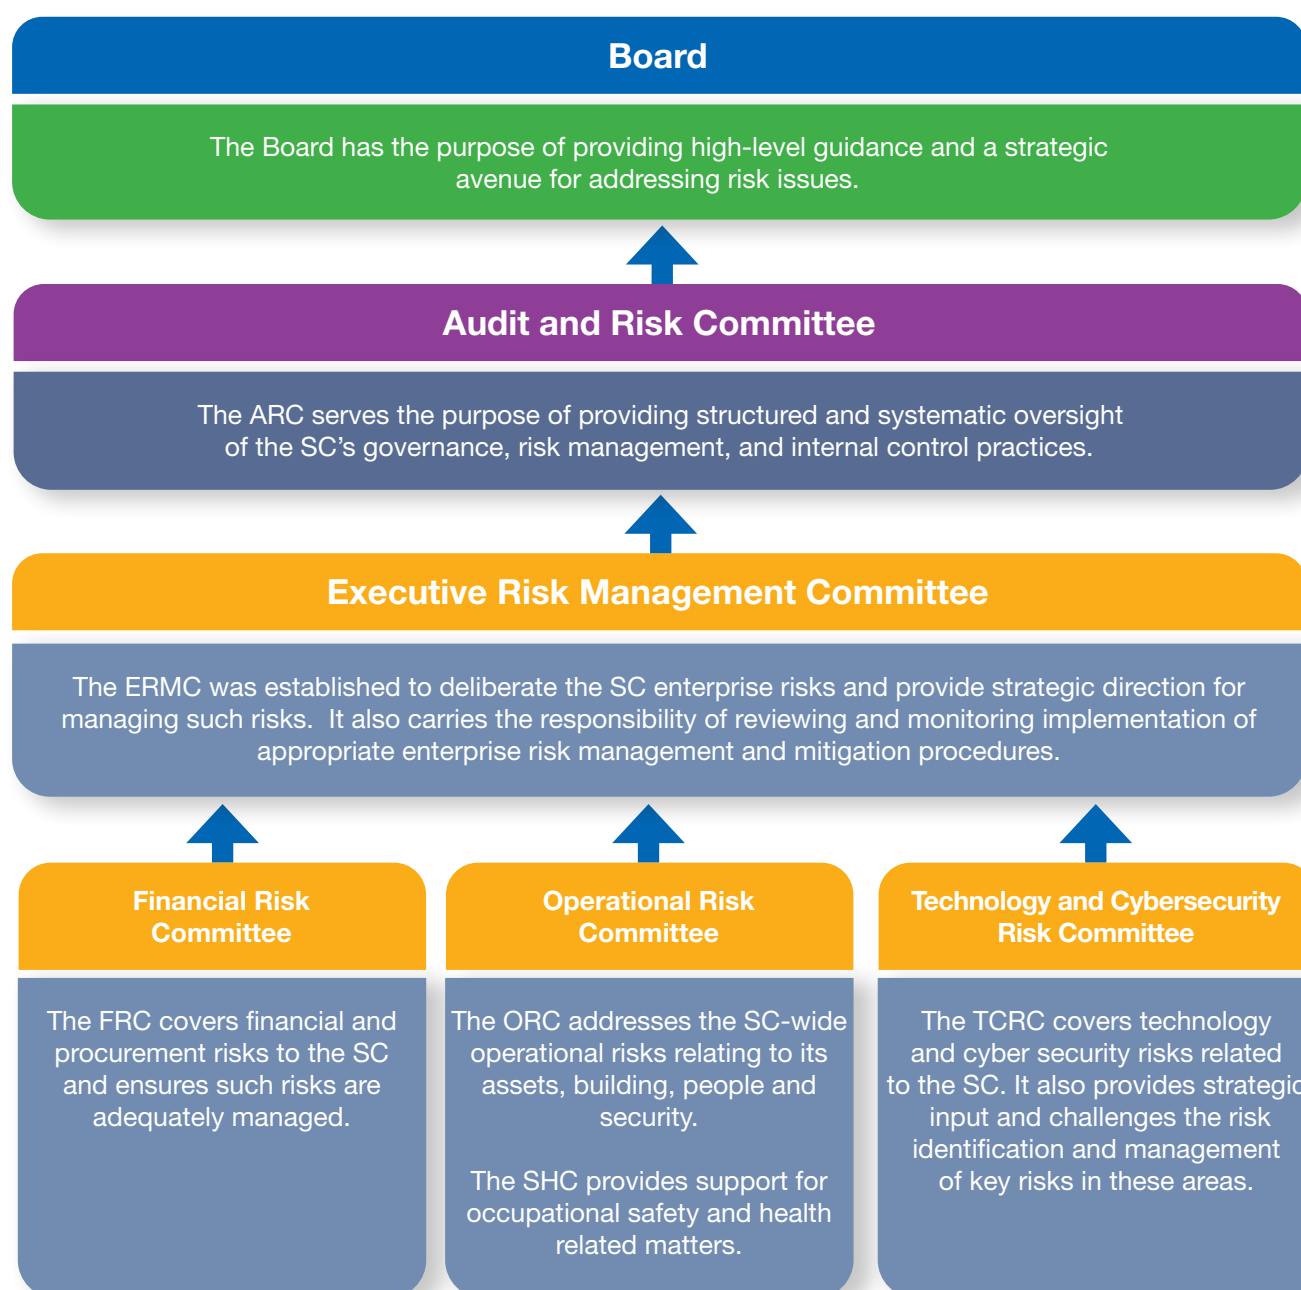 Board
The Board has the purpose of providing high-level guidance and a strategic
avenue for addressing risk issues.
Audit and Risk Committee
The ARC serves the purpose of providing structured and systematic oversight
of the SC’s governance, risk management, and internal control practices.
Executive Risk Management Committee
The ERMC was established to deliberate the SC enterprise risks and provide strategic direction for
managing such risks.  It also carries the responsibility of reviewing and monitoring implementation of
appropriate enterprise risk management and mitigation procedures.
Financial Risk
Committee
The FRC covers financial and
procurement risks to the SC
and ensures such risks are
adequately managed.
Operational Risk
Committee
The ORC addresses the SC-wide
operational risks relating to its
assets, building, people and
security.
The SHC provides support for
occupational safety and health
related matters.
Technology and Cybersecurity
Risk Committee
The TCRC covers technology
and cyber security risks related
to the SC. It also provides strategic
input and challenges the risk
identification and management
of key risks in these areas.